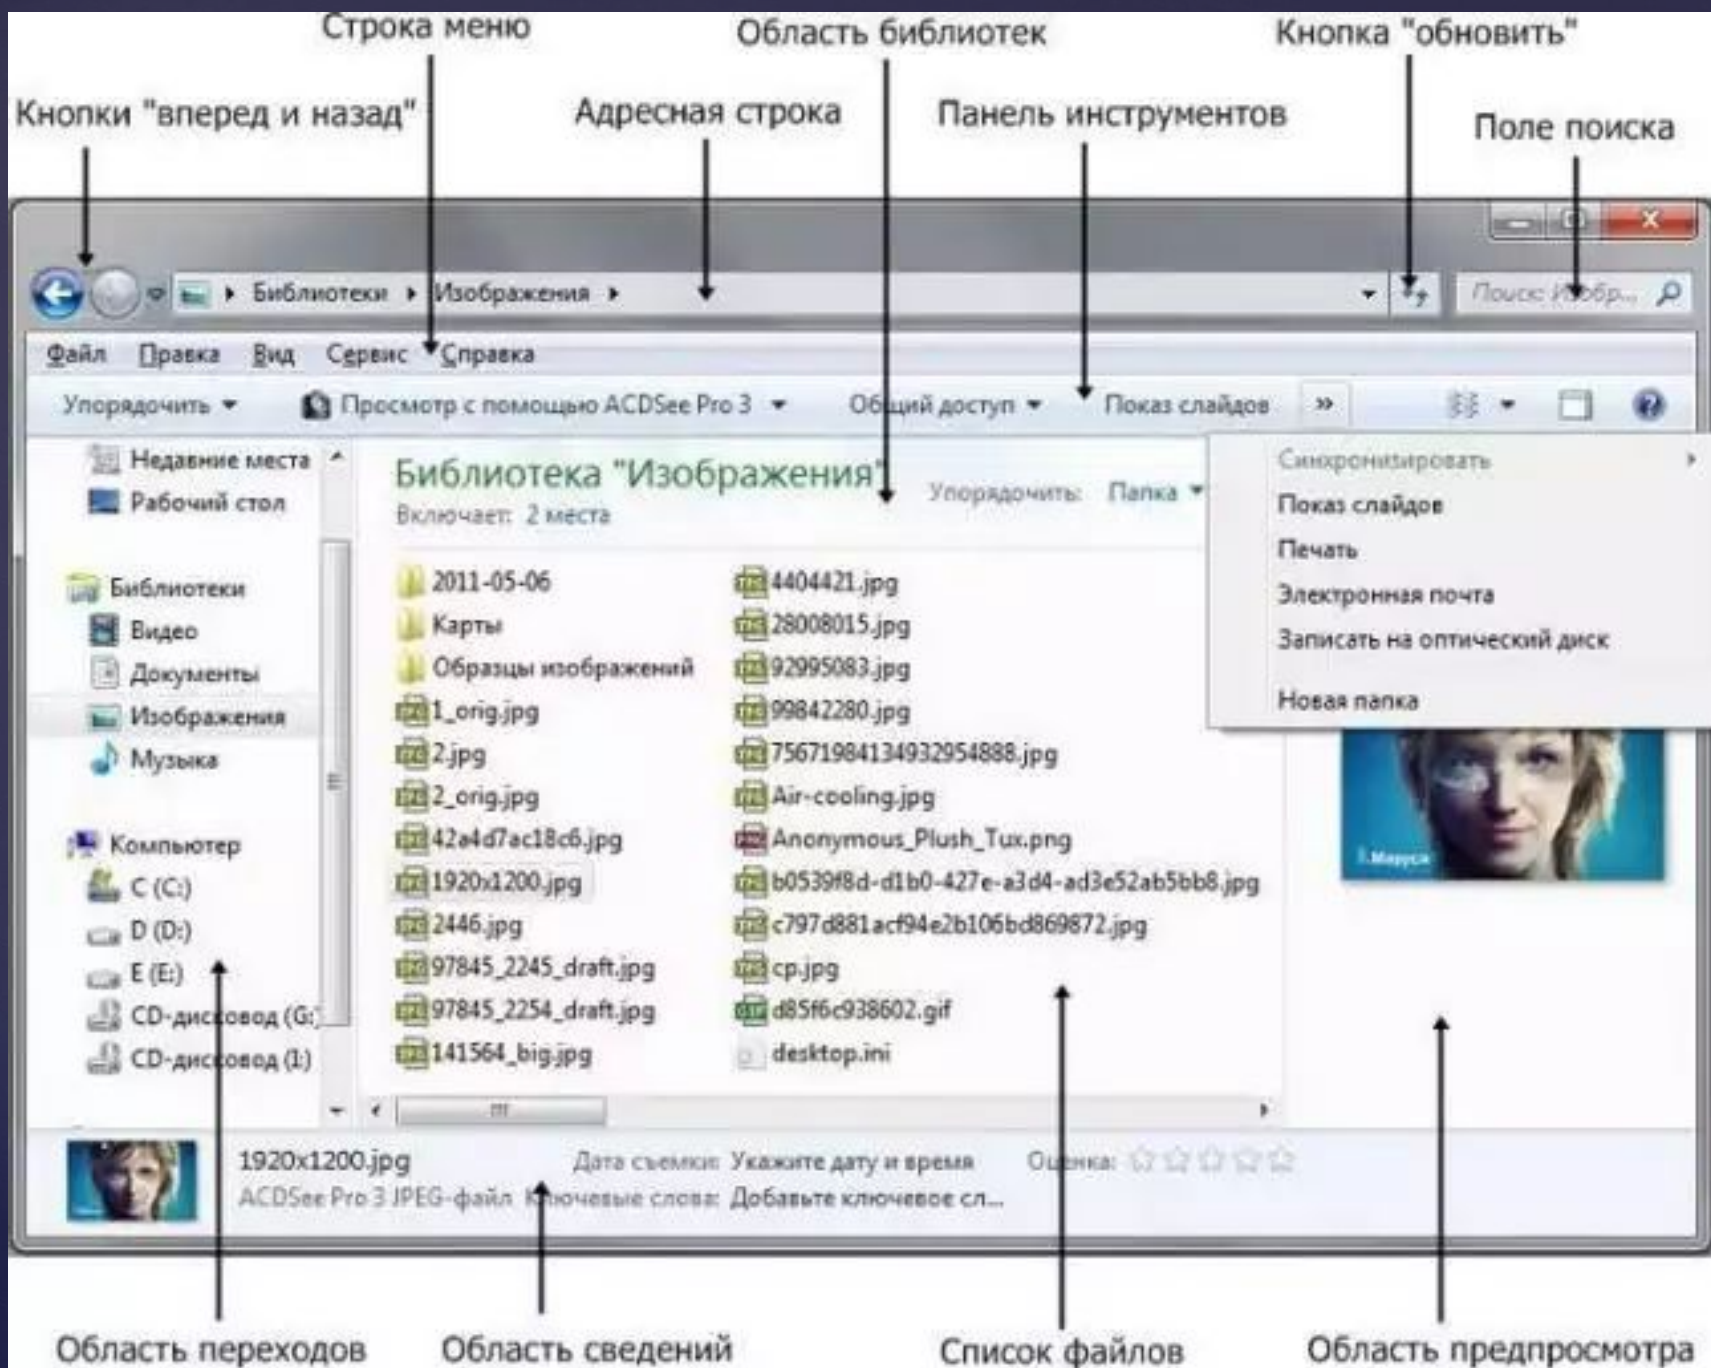 Строка меню
Область библиотек
Кнопка "обновить"
Кнопки "вперед и назад"
Адресная строка
Панель инструментов
Поле поиска
Библиотеки
Изображения
Поиск: Изобр...
Файл Правка Вид Сервис Справка
Упорядочить
Просмотр с помощью ACDSee Pro 3
Общий доступ
Показ слайдов
»
Недавние места
Рабочий стол
Библиотеки
Видео
Документы
Изображения
Музыка
Компьютер
C (C:)
D (D:)
E (E:)
CD-дисковод (G:)
CD-дисковод (I:)
Библиотека "Изображения"
Включает: 2 места
Упорядочить: Папка
2011-05-06
Карты
Образцы изображений
1_orig.jpg
2.jpg
2_orig.jpg
42a4d7ac18c6.jpg
1920x1200.jpg
2446.jpg
97845_2245_draft.jpg
97845_2254_draft.jpg
141564_big.jpg
4404421.jpg
28008015.jpg
92995083.jpg
99842280.jpg
75671984134932954888.jpg
Air-cooling.jpg
Anonymous_Plush_Tux.png
b0539f8d-d1b0-427e-a3d4-ad3e52ab5bb8.jpg
c797d881acf94e2b106bd869872.jpg
cp.jpg
d85f6c938602.gif
desktop.ini
Синхронизировать
Показ слайдов
Печать
Электронная почта
Записать на оптический диск
Новая папка
Маруся
1920x1200.jpg
Дата съемки: Укажите дату и время
Оценка:
ACDSee Pro 3 JPEG-файл
Ключевые слова: Добавьте ключевое сл...
Область переходов
Область сведений
Список файлов
Область предпросмотра